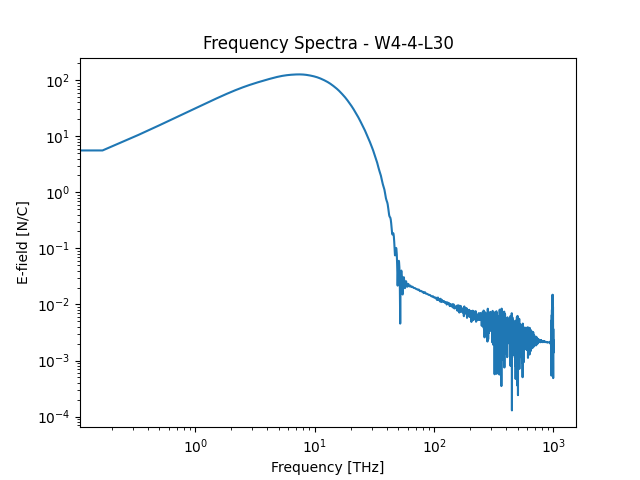 Frequency Spectra - W4-4-L30
E-field [N/C]
10²
10¹
10⁰
10⁻¹
10⁻²
10⁻³
10⁻⁴
10⁰ 10¹ 10² 10³
Frequency [THz]